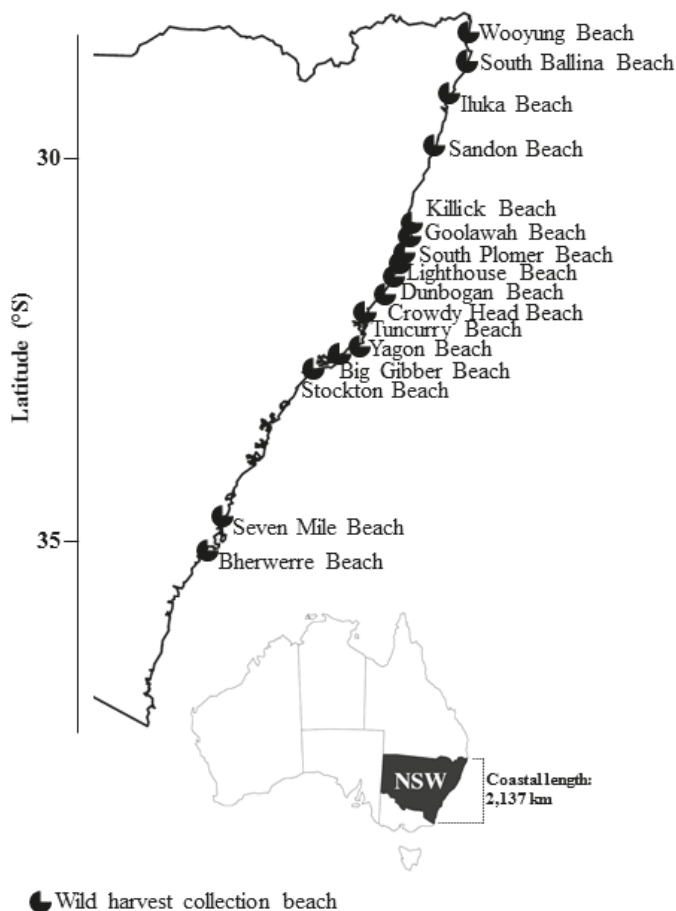 Wooyung Beach
South Ballina Beach
Iluka Beach
30
Sandon Beach
Killick Beach
Goolawah Beach
South Plomer Beach
Lighthouse Beach
Dunbogan Beach
Crowdy Head Beach
Tuncurry Beach
Yagon Beach
Big Gibber Beach
Stockton Beach
Latitude (°S)
Seven Mile Beach
35
Bherwerre Beach
NSW
Coastal length:
2,137 km
Wild harvest collection beach